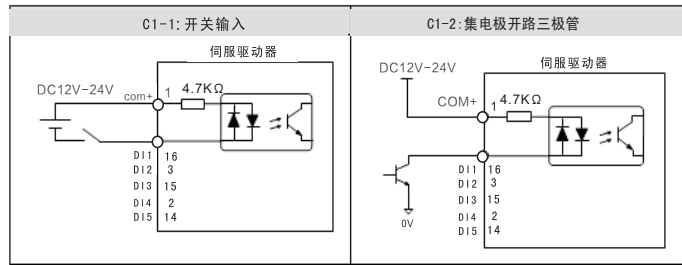 C1-1:开关输入
C1-2:集电极开路三极管
伺服驱动器
DC12V-24V
com+
1
4.7KΩ
DI1 16
DI2 3
DI3 15
DI4 2
DI5 14
伺服驱动器
DC12V-24V
COM+
1
4.7KΩ
DI1 16
DI2 3
DI3 15
DI4 2
DI5 14
0V